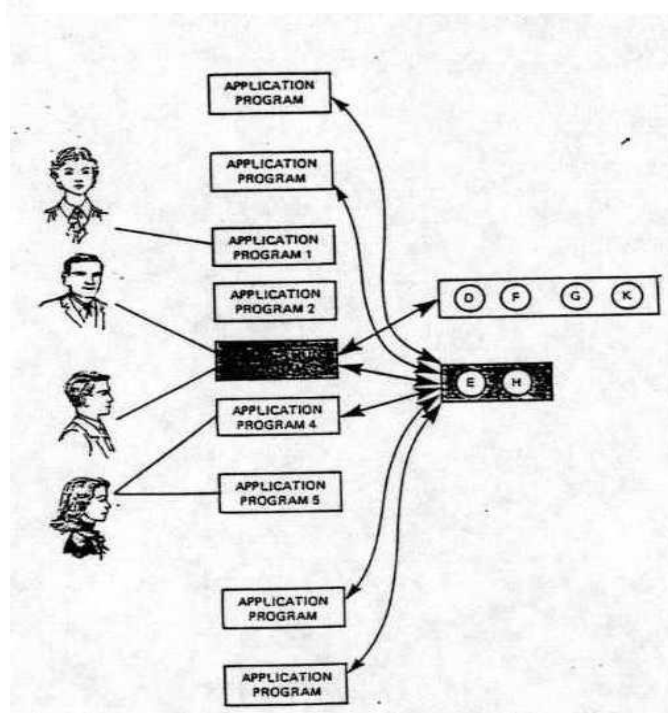 APPLICATION
PROGRAM
APPLICATION
PROGRAM
APPLICATION
PROGRAM 1
APPLICATION
PROGRAM 2
D F G K
E H
APPLICATION
PROGRAM 4
APPLICATION
PROGRAM 5
APPLICATION
PROGRAM
APPLICATION
PROGRAM